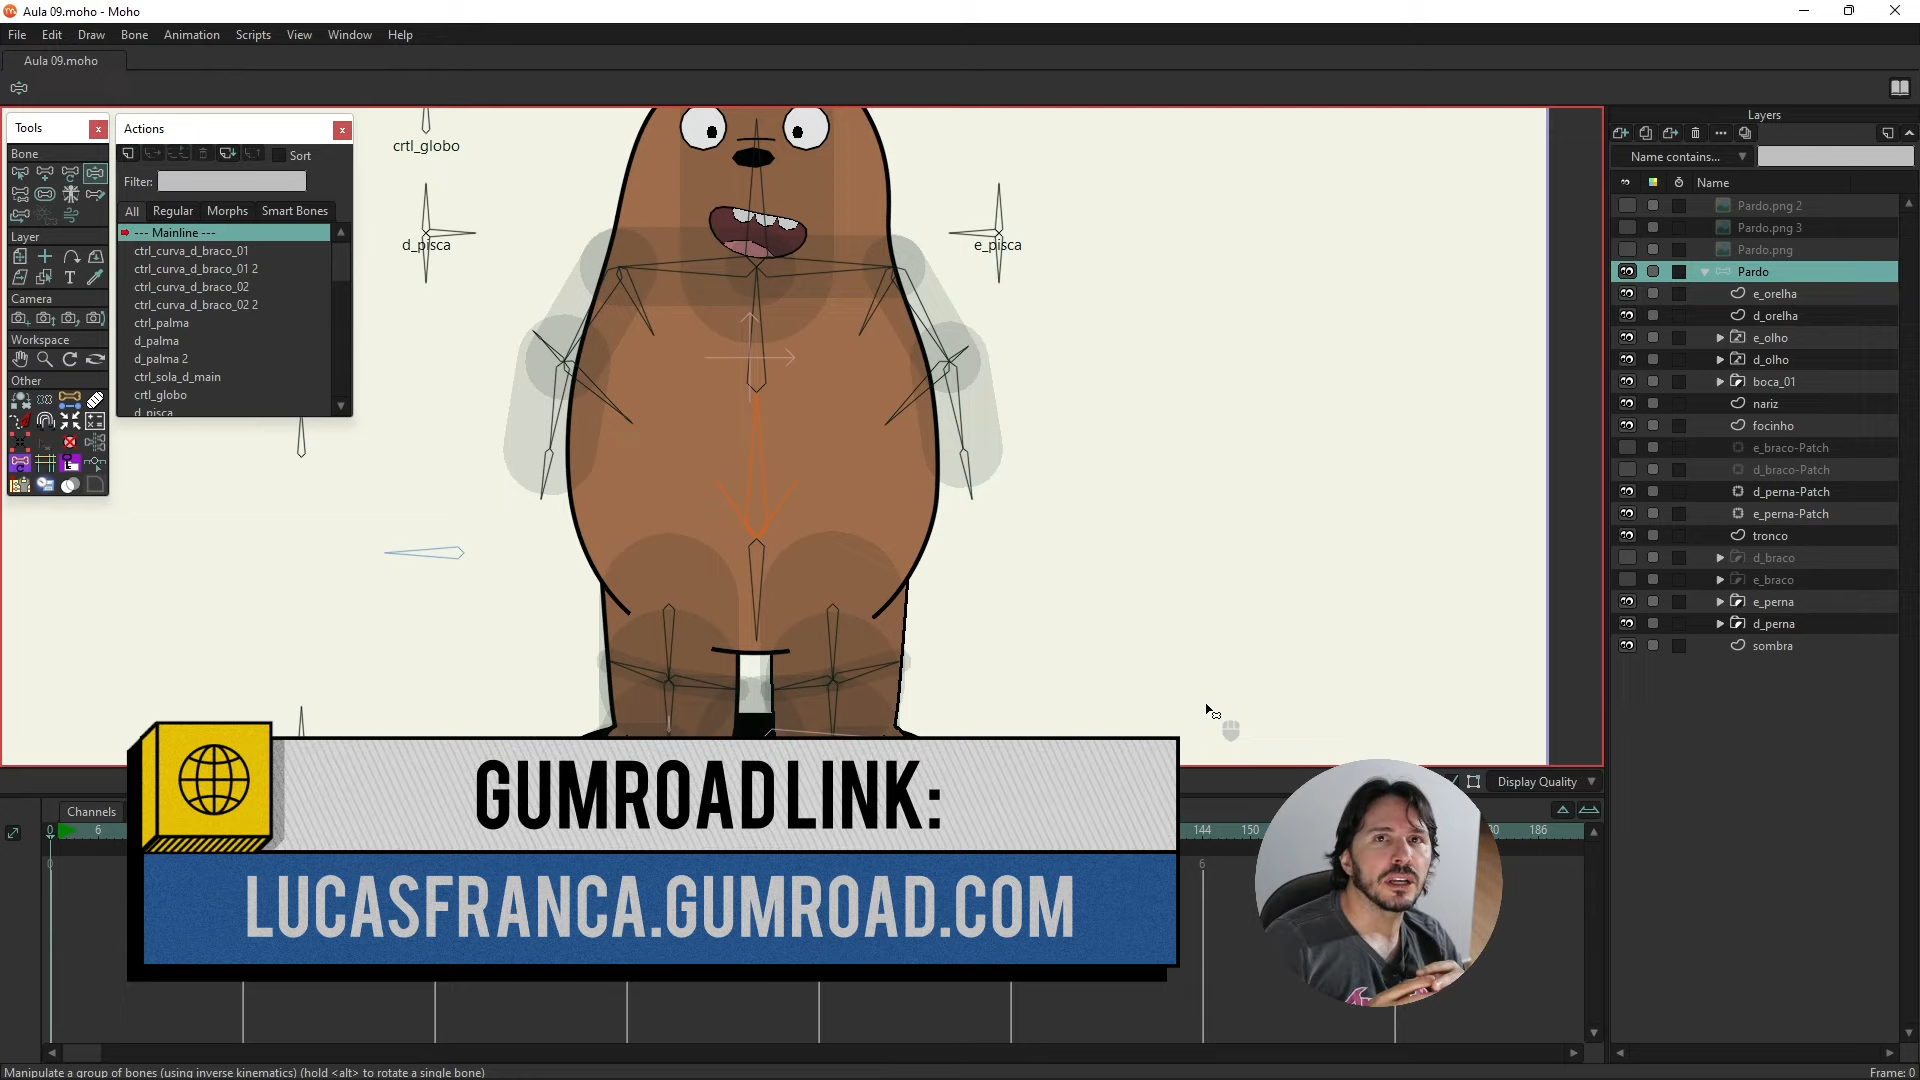 Aula 09.moho - Moho
File Edit Draw Bone Animation Scripts View Window Help
Aula 09.moho
Tools
Bone
Layer
Camera
Workspace
Other
Actions
Sort
Filter:
All Regular Morphs Smart Bones
--- Mainline ---
ctrl_curva_d_braco_01
ctrl_curva_d_braco_01 2
ctrl_curva_d_braco_02
ctrl_curva_d_braco_02 2
ctrl_palma
d_palma
d_palma 2
ctrl_sola_d_main
crtl_globo
d_pisca
crtl_globo
d_pisca
e_pisca
Layers
Name contains...
Name
Pardo.png 2
Pardo.png 3
Pardo.png
Pardo
e_orelha
d_orelha
e_olho
d_olho
boca_01
nariz
focinho
e_braco-Patch
d_braco-Patch
d_perna-Patch
e_perna-Patch
tronco
d_braco
e_braco
e_perna
d_perna
sombra
GUMROAD LINK:
LUCASFRANCA.GUMROAD.COM
Display Quality
Channels
0 6 144 150 186
0 6
Manipulate a group of bones (using inverse kinematics) (hold <alt> to rotate a single bone)
Frame: 0